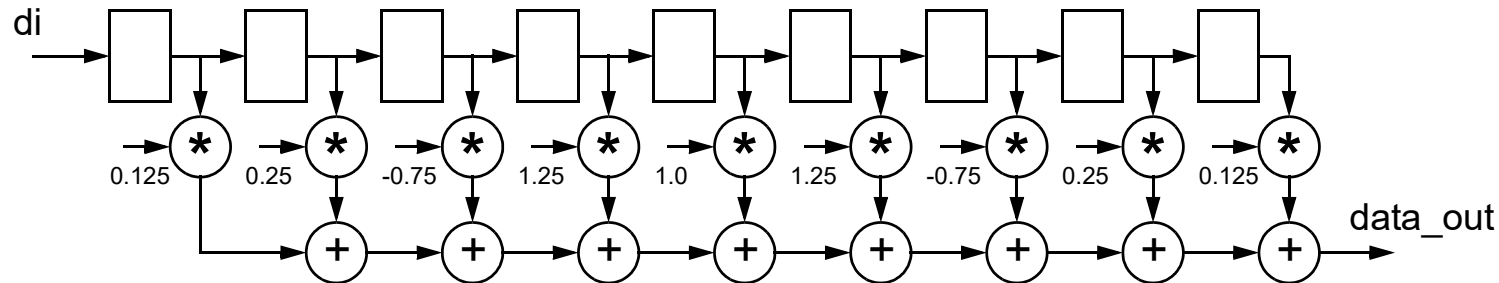 di
* * * * * * * * *
0.125 0.25 -0.75 1.25 1.0 1.25 -0.75 0.25 0.125
data_out
+ + + + + + + +